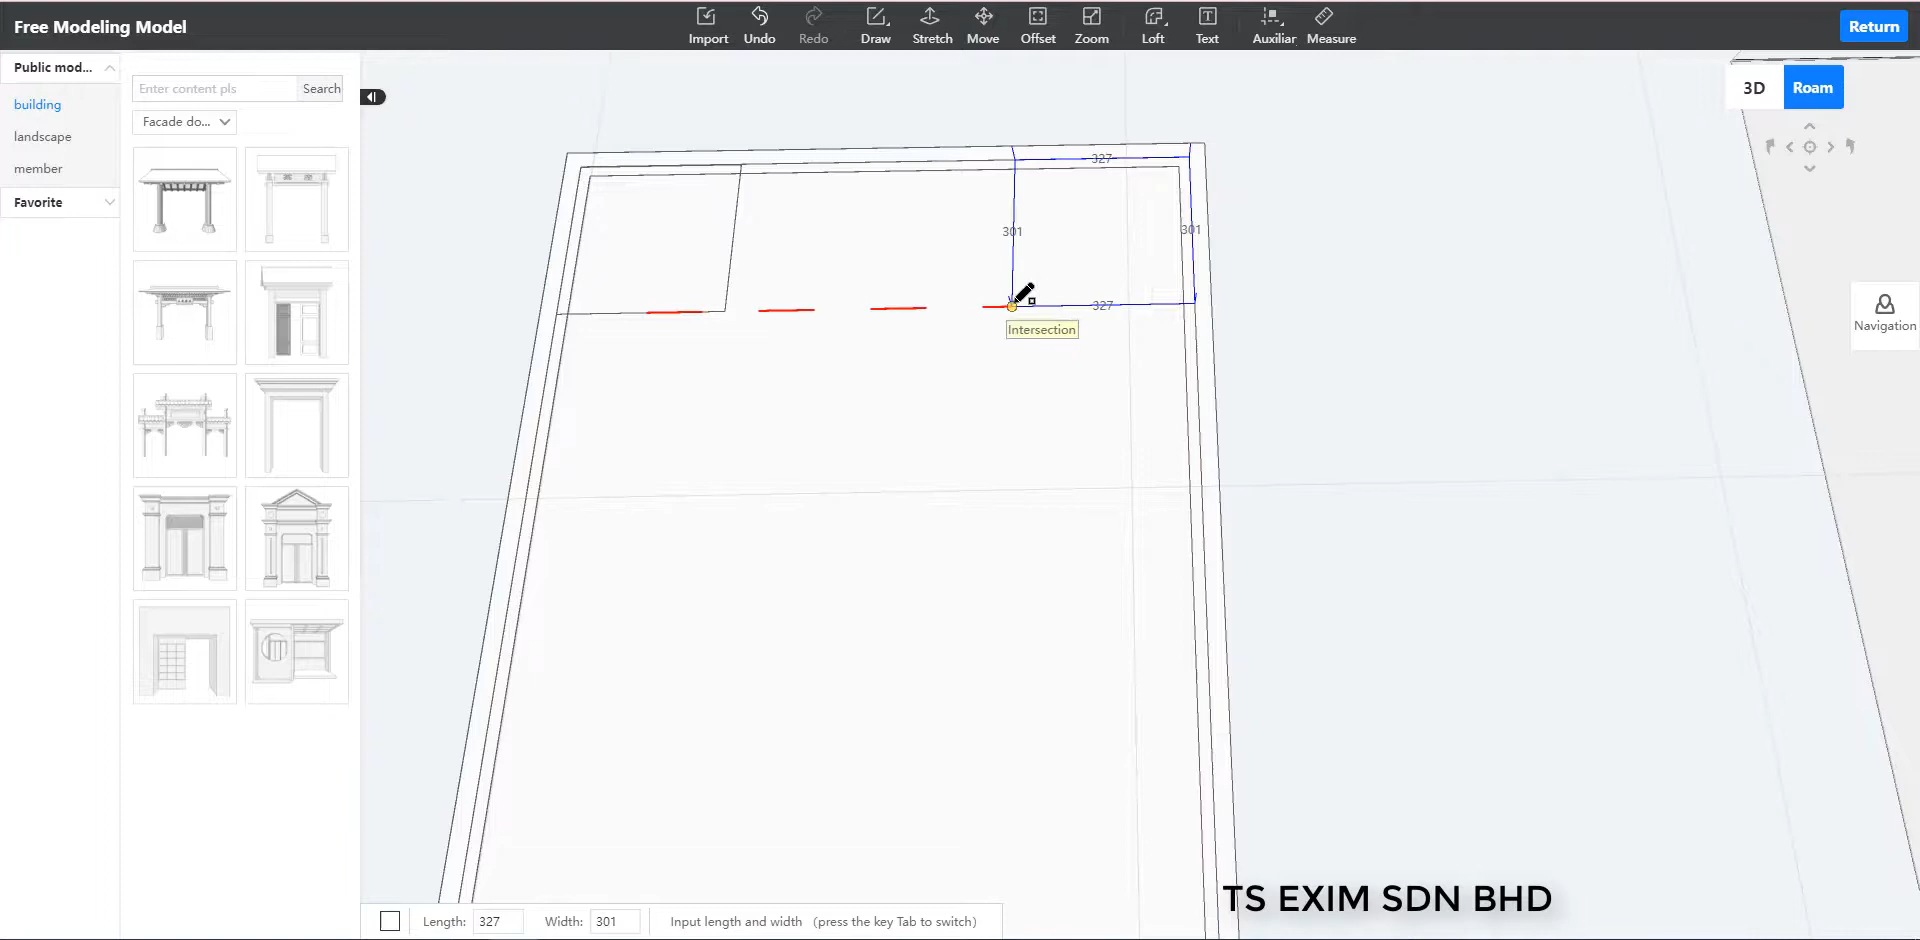 Free Modeling Model
Import
Undo
Redo
Draw
Stretch
Move
Offset
Zoom
Loft
Text
Auxiliar
Measure
Return
Public mod...
building
landscape
member
Favorite
Enter content pls
Search
Facade do...
3D
Roam
Navigation
327
301
301
327
Intersection
TS EXIM SDN BHD
Length: 327 Width: 301 Input length and width (press the key Tab to switch)